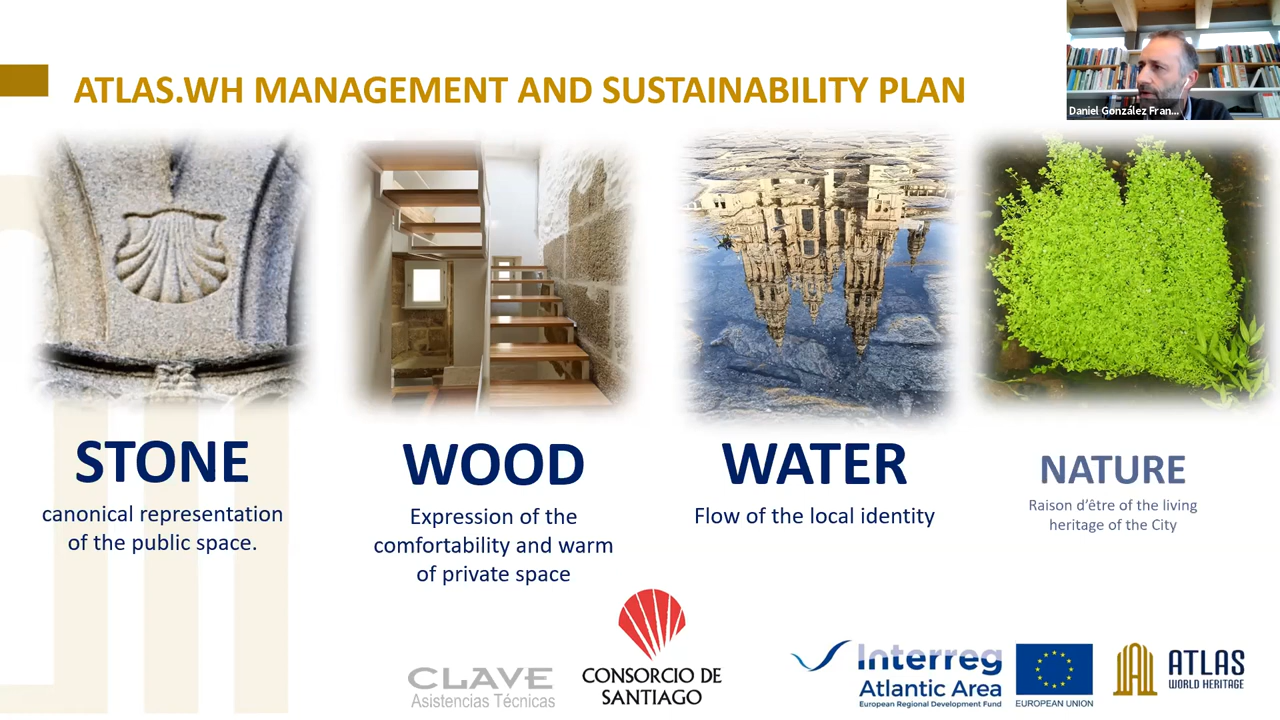 ATLAS.WH MANAGEMENT AND SUSTAINABILITY PLAN
Daniel González Fran...
STONE
canonical representation
of the public space.
WOOD
Expression of the
comfortability and warm
of private space
WATER
Flow of the local identity
NATURE
Raison d'être of the living
heritage of the City
CLAVE
Asistencias Técnicas
CONSORCIO DE
SANTIAGO
Interreg
Atlantic Area
European Regional Development Fund
EUROPEAN UNION
ATLAS
WORLD HERITAGE